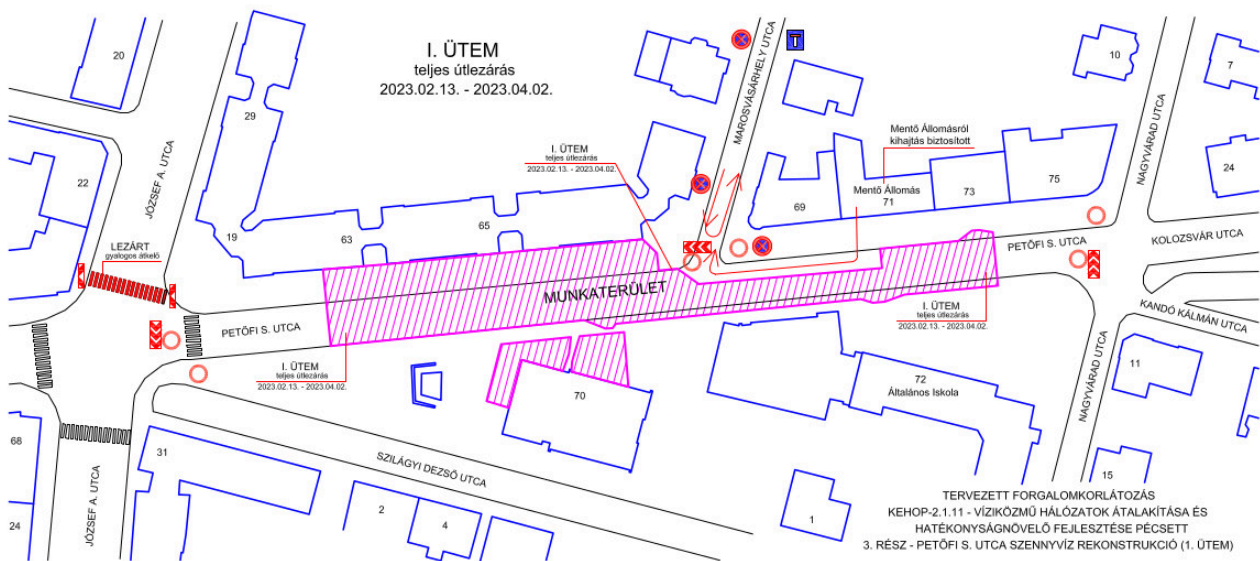 I. ÜTEM
teljes útlezárás
2023.02.13. - 2023.04.02.
20
29
22
JÓZSEF A. UTCA
LEZÁRT
gyalogos átkelő
19
63
65
I. ÜTEM
teljes útlezárás
2023.02.13. - 2023.04.02.
MAROSVÁSÁRHELY UTCA
Mentő Állomásról
kihajtás biztosított
Mentő Állomás
71
69
73
75
10
7
24
NAGYVÁRAD UTCA
PETŐFI S. UTCA
KOLOZSVÁR UTCA
KANDÓ KÁLMÁN UTCA
MUNKATERÜLET
PETŐFI S. UTCA
I. ÜTEM
teljes útlezárás
2023.02.13. - 2023.04.02.
I. ÜTEM
teljes útlezárás
2023.02.13. - 2023.04.02.
70
72
Általános Iskola
NAGYVÁRAD UTCA
11
15
1
68
24
31
JÓZSEF A. UTCA
SZILÁGYI DEZSŐ UTCA
2
4
TERVEZETT FORGALOMKORLÁTOZÁS
KEHOP-2.1.11 - VÍZIKÖZMŰ HÁLÓZATOK ÁTALAKÍTÁSA ÉS
HATÉKONYSÁGNÖVELŐ FEJLESZTÉSE PÉCSETT
3. RÉSZ - PETŐFI S. UTCA SZENNYVÍZ REKONSTRUKCIÓ (1. ÜTEM)